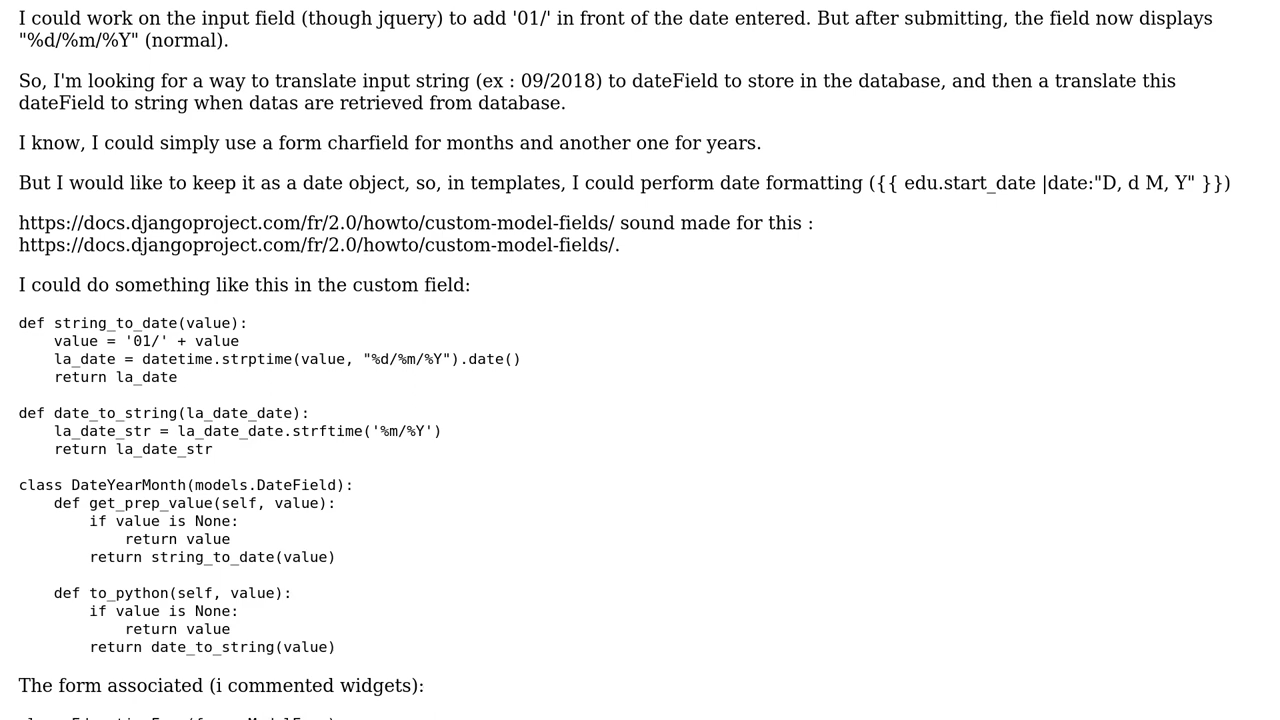 I could work on the input field (though jquery) to add '01/' in front of the date entered. But after submitting, the field now displays
"%d/%m/%Y" (normal).
So, I'm looking for a way to translate input string (ex : 09/2018) to dateField to store in the database, and then a translate this
dateField to string when datas are retrieved from database.
I know, I could simply use a form charfield for months and another one for years.
But I would like to keep it as a date object, so, in templates, I could perform date formatting ({{ edu.start_date |date:"D, d M, Y" }})
https://docs.djangoproject.com/fr/2.0/howto/custom-model-fields/ sound made for this :
https://docs.djangoproject.com/fr/2.0/howto/custom-model-fields/.
I could do something like this in the custom field:
def string_to_date(value):
    value = '01/' + value
    la_date = datetime.strptime(value, "%d/%m/%Y").date()
    return la_date
def date_to_string(la_date_date):
    la_date_str = la_date_date.strftime('%m/%Y')
    return la_date_str
class DateYearMonth(models.DateField):
    def get_prep_value(self, value):
        if value is None:
            return value
        return string_to_date(value)
    def to_python(self, value):
        if value is None:
            return value
        return date_to_string(value)
The form associated (i commented widgets):